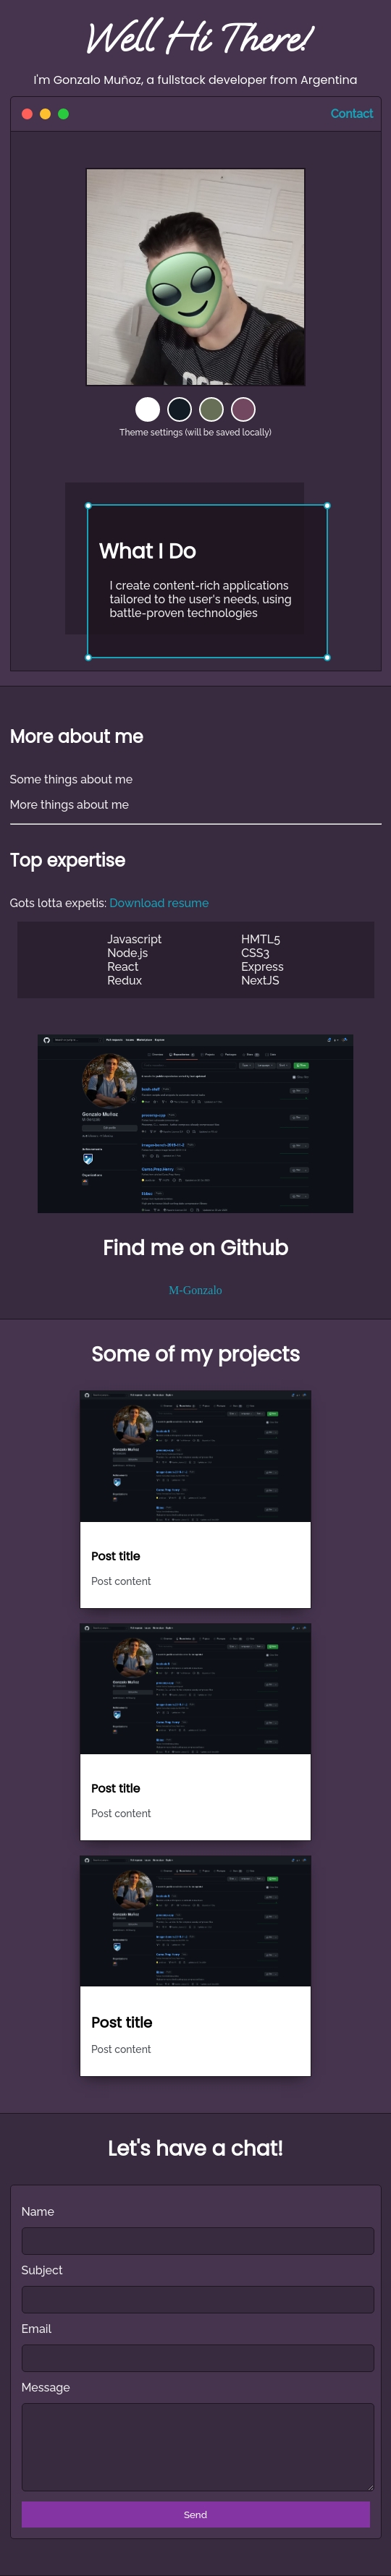 Well Hi There!
I'm Gonzalo Muñoz, a fullstack developer from Argentina
Contact
Theme settings (will be saved locally)
What I Do
I create content-rich applications
tailored to the user's needs, using
battle-proven technologies
More about me
Some things about me
More things about me
Top expertise
Gots lotta expetis: Download resume
Javascript
Node.js
React
Redux
HMTL5
CSS3
Express
NextJS
Gonzalo Muñoz
Find me on Github
M-Gonzalo
Some of my projects
Post title
Post content
Post title
Post content
Post title
Post content
Let's have a chat!
Name
Subject
Email
Message
Send